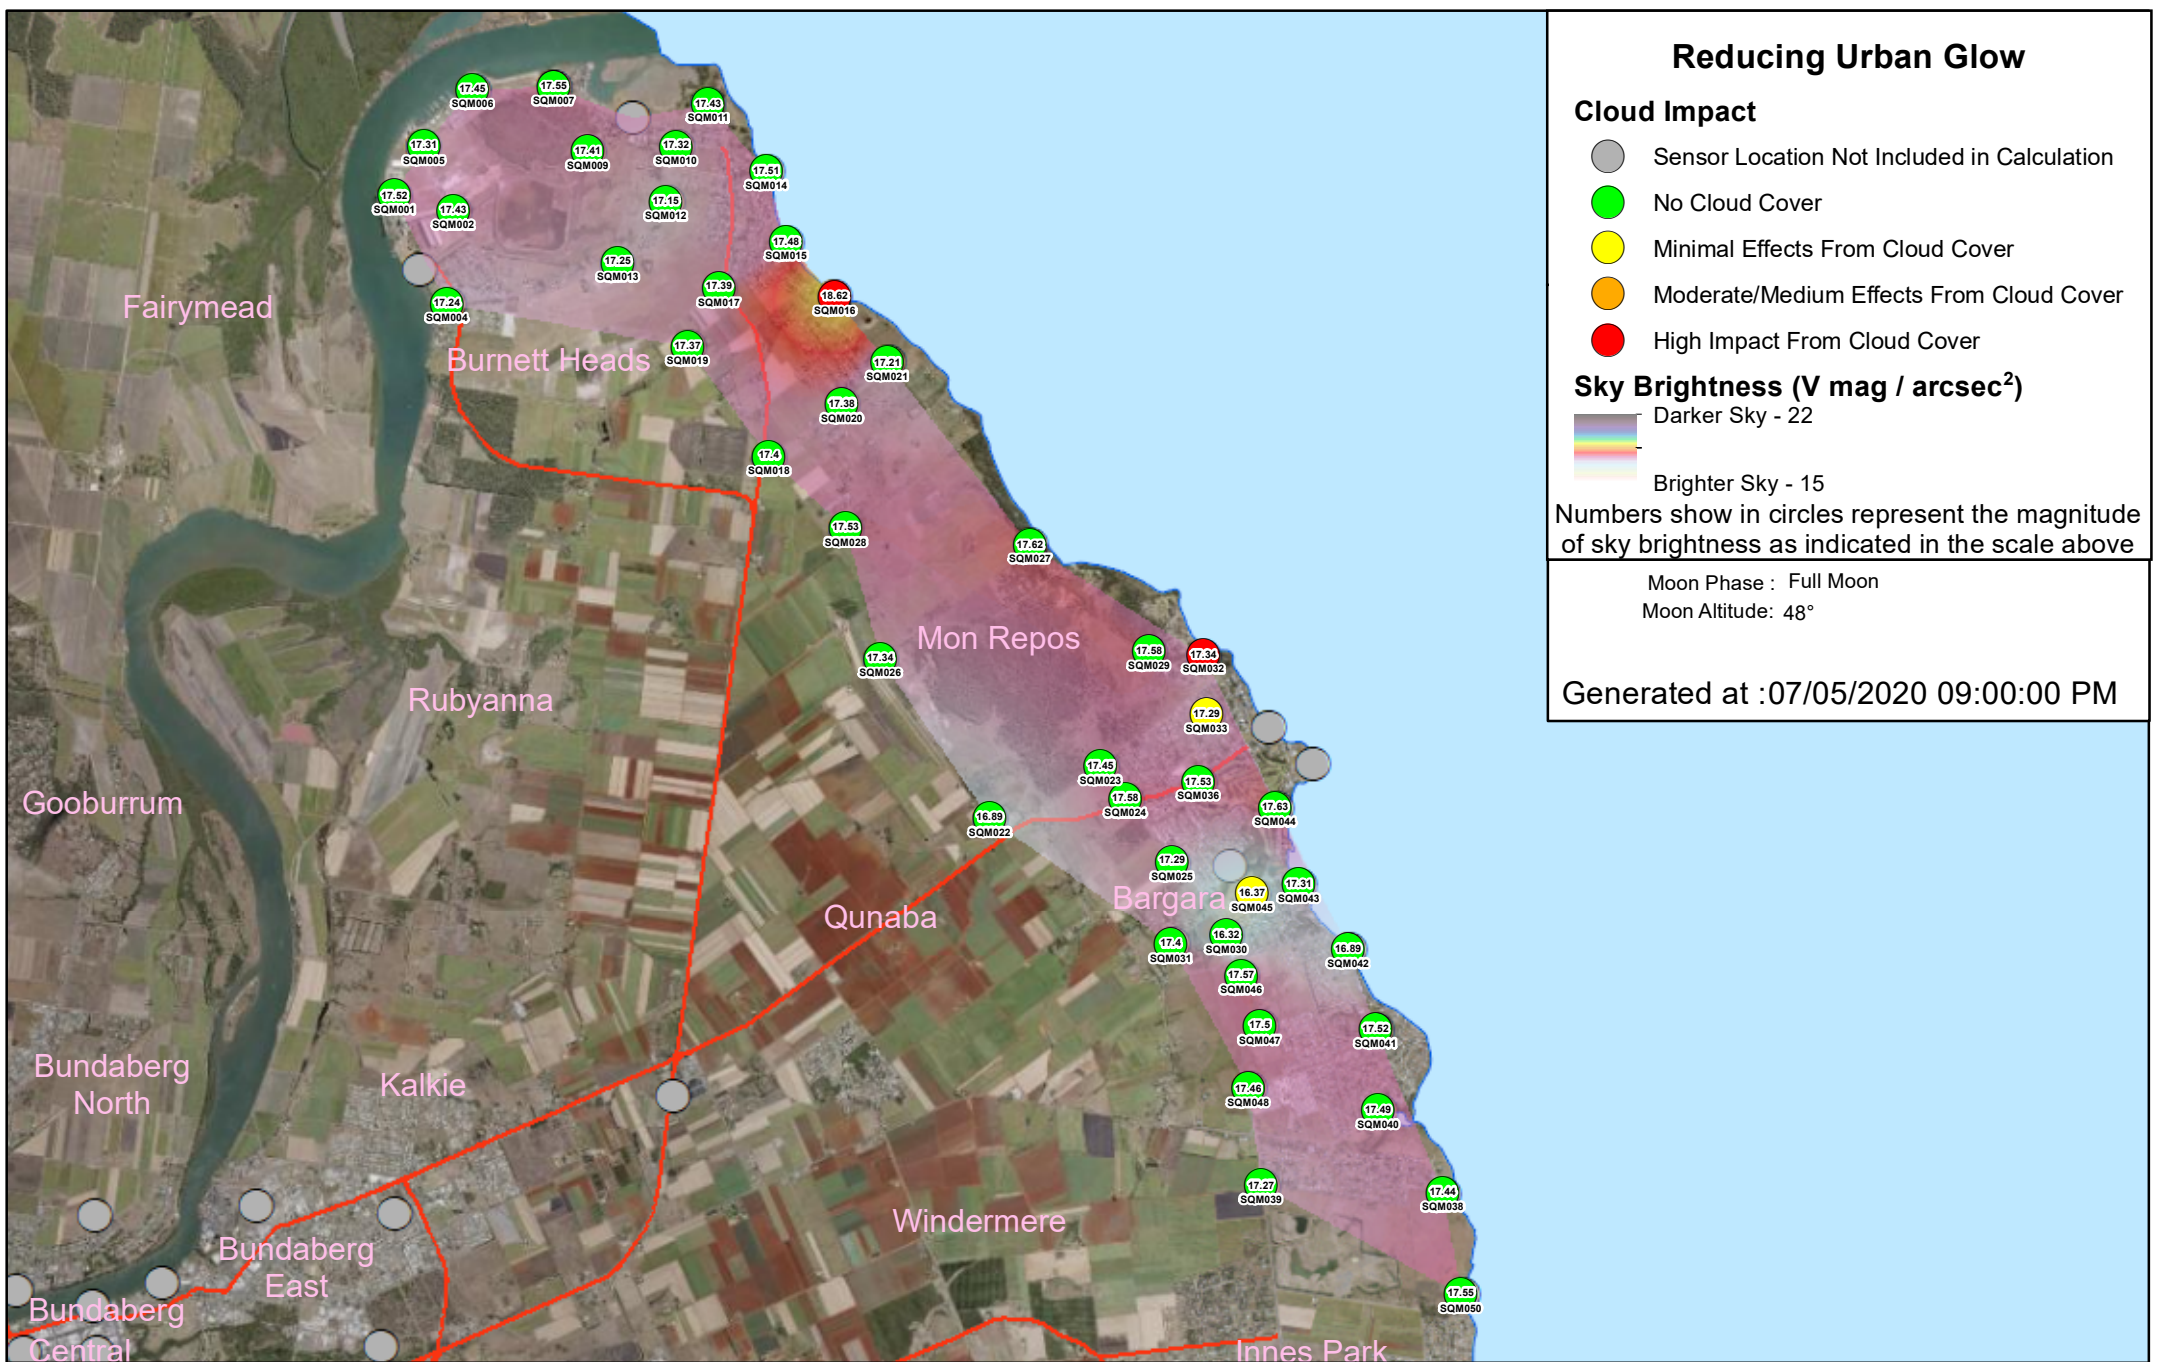 Reducing Urban Glow
Cloud Impact
Sensor Location Not Included in Calculation
No Cloud Cover
Minimal Effects From Cloud Cover
Moderate/Medium Effects From Cloud Cover
High Impact From Cloud Cover
Sky Brightness (V mag / arcsec²)
Darker Sky - 22
Brighter Sky - 15
Numbers show in circles represent the magnitude
of sky brightness as indicated in the scale above
Moon Phase : Full Moon
Moon Altitude: 48°
Generated at :07/05/2020 09:00:00 PM
17.45
SQM006
17.55
SQM007
17.43
SQM011
17.31
SQM005
17.41
SQM009
17.32
SQM010
17.51
SQM014
17.52
SQM001
17.43
SQM002
17.15
SQM012
17.48
SQM015
17.25
SQM013
17.24
SQM004
17.39
SQM017
18.62
SQM016
Fairymead
Burnett Heads
17.37
SQM019
17.21
SQM021
17.38
SQM020
17.4
SQM018
17.53
SQM028
17.62
SQM027
Mon Repos
17.34
SQM026
17.58
SQM029
17.34
SQM032
Rubyanna
17.29
SQM033
17.45
SQM023
17.58
SQM024
17.53
SQM036
17.63
SQM044
Gooburrum
16.89
SQM022
17.29
SQM025
Bargara
16.37
SQM045
17.31
SQM043
Qunaba
17.4
SQM031
16.32
SQM030
16.89
SQM042
17.57
SQM046
17.5
SQM047
17.52
SQM041
Bundaberg
North
Kalkie
17.46
SQM048
17.49
SQM040
17.27
SQM039
17.44
SQM038
Windermere
Bundaberg
East
17.55
SQM050
Bundaberg
Central
Innes Park